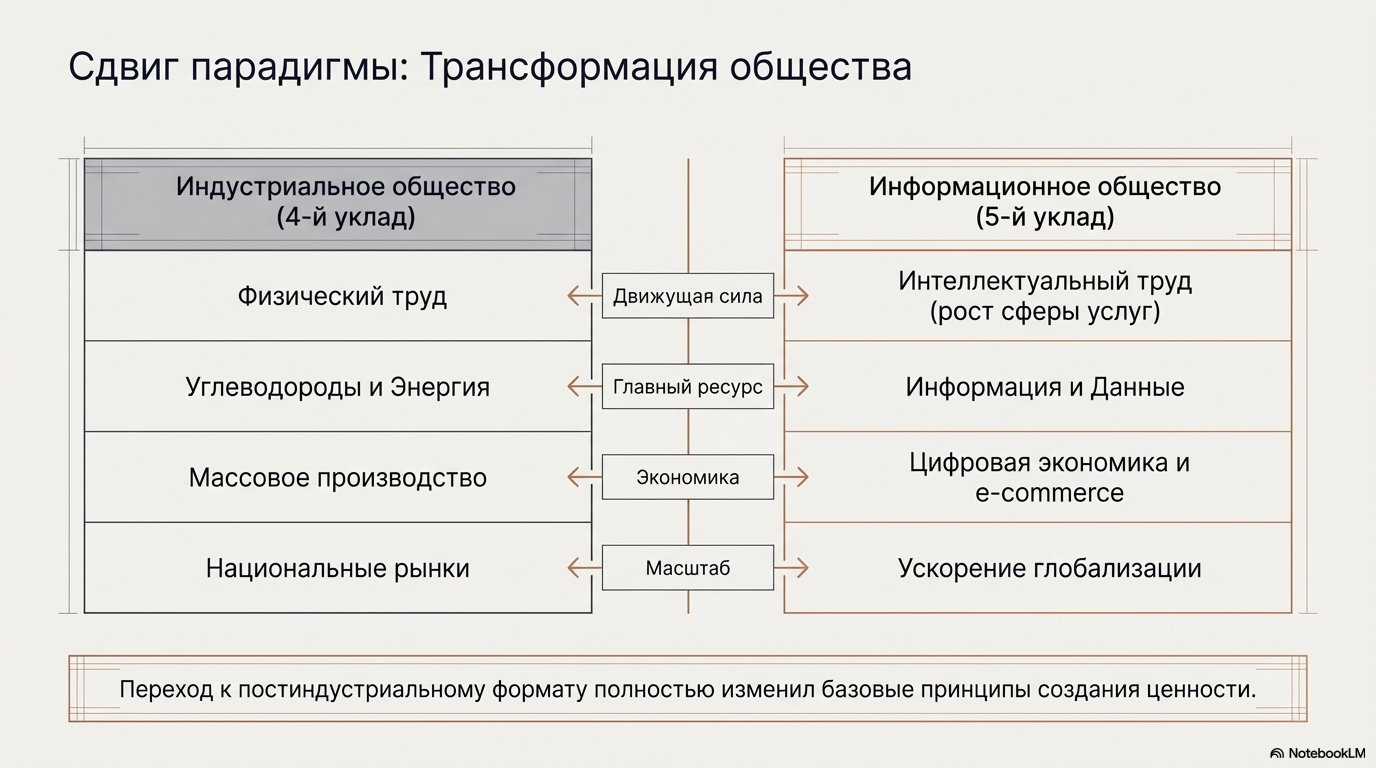 Сдвиг парадигмы: Трансформация общества
Индустриальное общество
(4-й уклад)
Информационное общество
(5-й уклад)
Физический труд
Движущая сила
Интеллектуальный труд
(рост сферы услуг)
Углеводороды и Энергия
Главный ресурс
Информация и Данные
Массовое производство
Экономика
Цифровая экономика и
e-commerce
Национальные рынки
Масштаб
Ускорение глобализации
Переход к постиндустриальному формату полностью изменил базовые принципы создания ценности.
NotebookLM